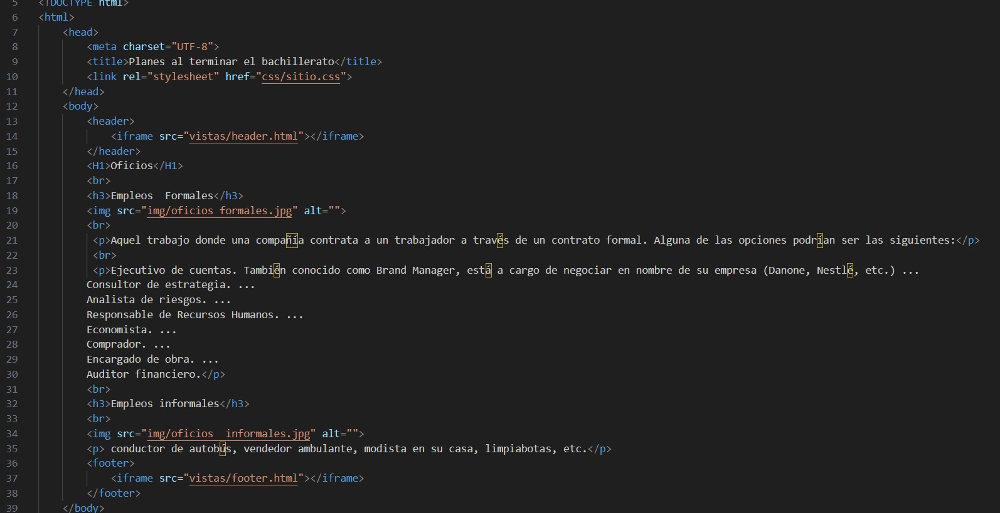 5 <!DOCTYPE html>
6 <html>
7 <head>
8 <meta charset="UTF-8">
9 <title>Planes al terminar el bachillerato</title>
10 <link rel="stylesheet" href="css/sitio.css">
11 </head>
12 <body>
13 <header>
14 <iframe src="vistas/header.html"></iframe>
15 </header>
16 <H1>Oficios</H1>
17 <br>
18 <h3>Empleos  Formales</h3>
19 <img src="img/oficios formales.jpg" alt="">
20 <br>
21 <p>Aquel trabajo donde una compañía contrata a un trabajador a través de un contrato formal. Alguna de las opciones podrían ser las siguientes:</p>
22 <br>
23 <p>Ejecutivo de cuentas. También conocido como Brand Manager, está a cargo de negociar en nombre de su empresa (Danone, Nestlé, etc.) ...
24 Consultor de estrategia. ...
25 Analista de riesgos. ...
26 Responsable de Recursos Humanos. ...
27 Economista. ...
28 Comprador. ...
29 Encargado de obra. ...
30 Auditor financiero.</p>
31 <br>
32 <h3>Empleos informales</h3>
33 <br>
34 <img src="img/oficios  informales.jpg" alt="">
35 <p> conductor de autobús, vendedor ambulante, modista en su casa, limpiabotas, etc.</p>
36 <footer>
37 <iframe src="vistas/footer.html"></iframe>
38 </footer>
39 </body>